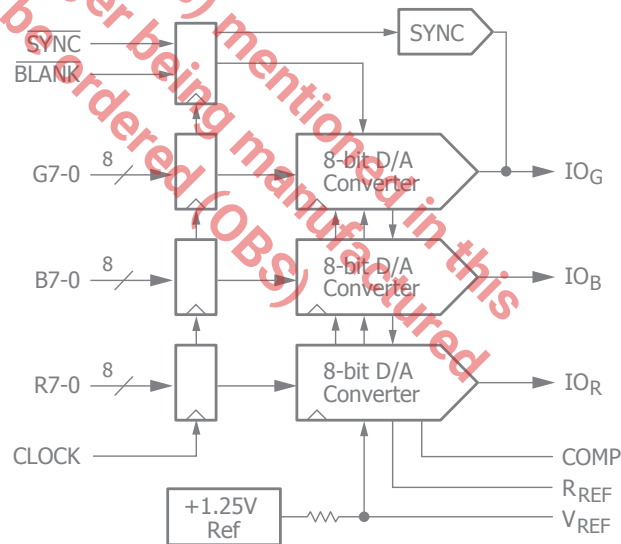 SYNC
BLANK
SYNC
G7-0
8
8-bit D/A
Converter
IOG
B7-0
8
8-bit D/A
Converter
IOB
R7-0
8
8-bit D/A
Converter
IOR
CLOCK
COMP
RREF
+1.25V
Ref
VREF
) mentioned in this
er being manufactured
be ordered (OBS)